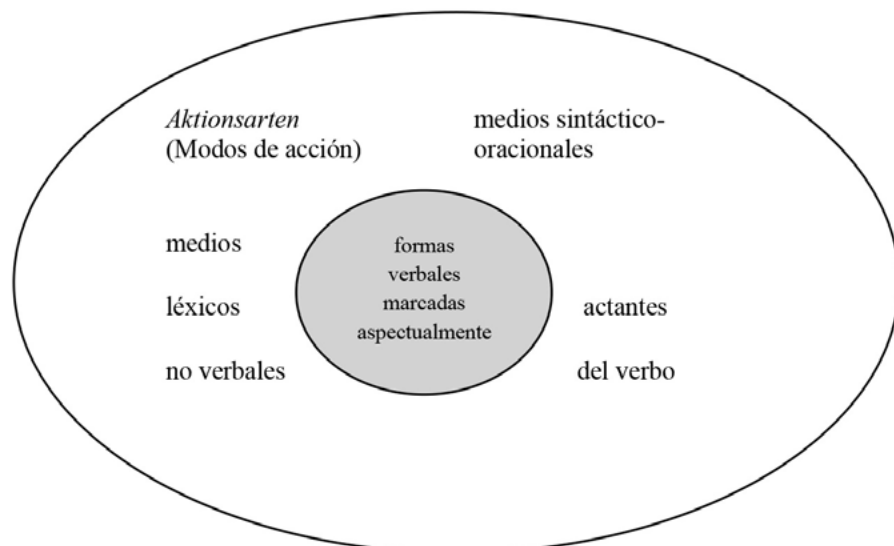 Aktionsarten
(Modos de acción)
medios sintáctico-
oracionales
medios
léxicos
no verbales
formas
verbales
marcadas
aspectualmente
actantes
del verbo